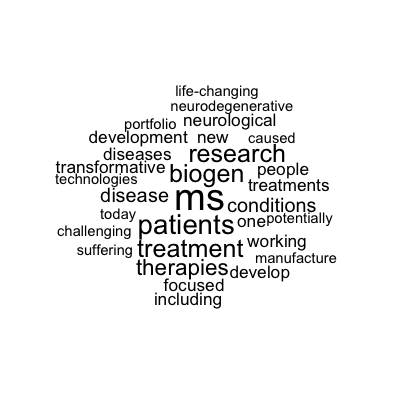 life-changing
neurodegenerative
portfolio neurological
development new caused
diseases research
transformative biogen people
technologies treatments
disease ms conditions
today patients one potentially
challenging working
suffering treatment manufacture
therapies develop
focused
including